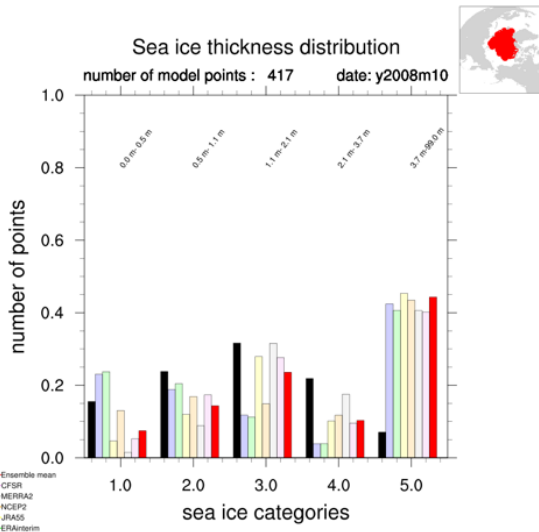 Sea ice thickness distribution
number of model points : 417 date: y2008m10
1.0
0.8
0.6
0.4
0.2
0.0
number of points
0.0 m- 0.5 m
0.5 m- 1.1 m
1.1 m- 2.1 m
2.1 m- 3.7 m
3.7 m-99.0 m
1.0 2.0 3.0 4.0 5.0
sea ice categories
Ensemble mean
CFSR
MERRA2
NCEP2
JRA55
ERAinterim